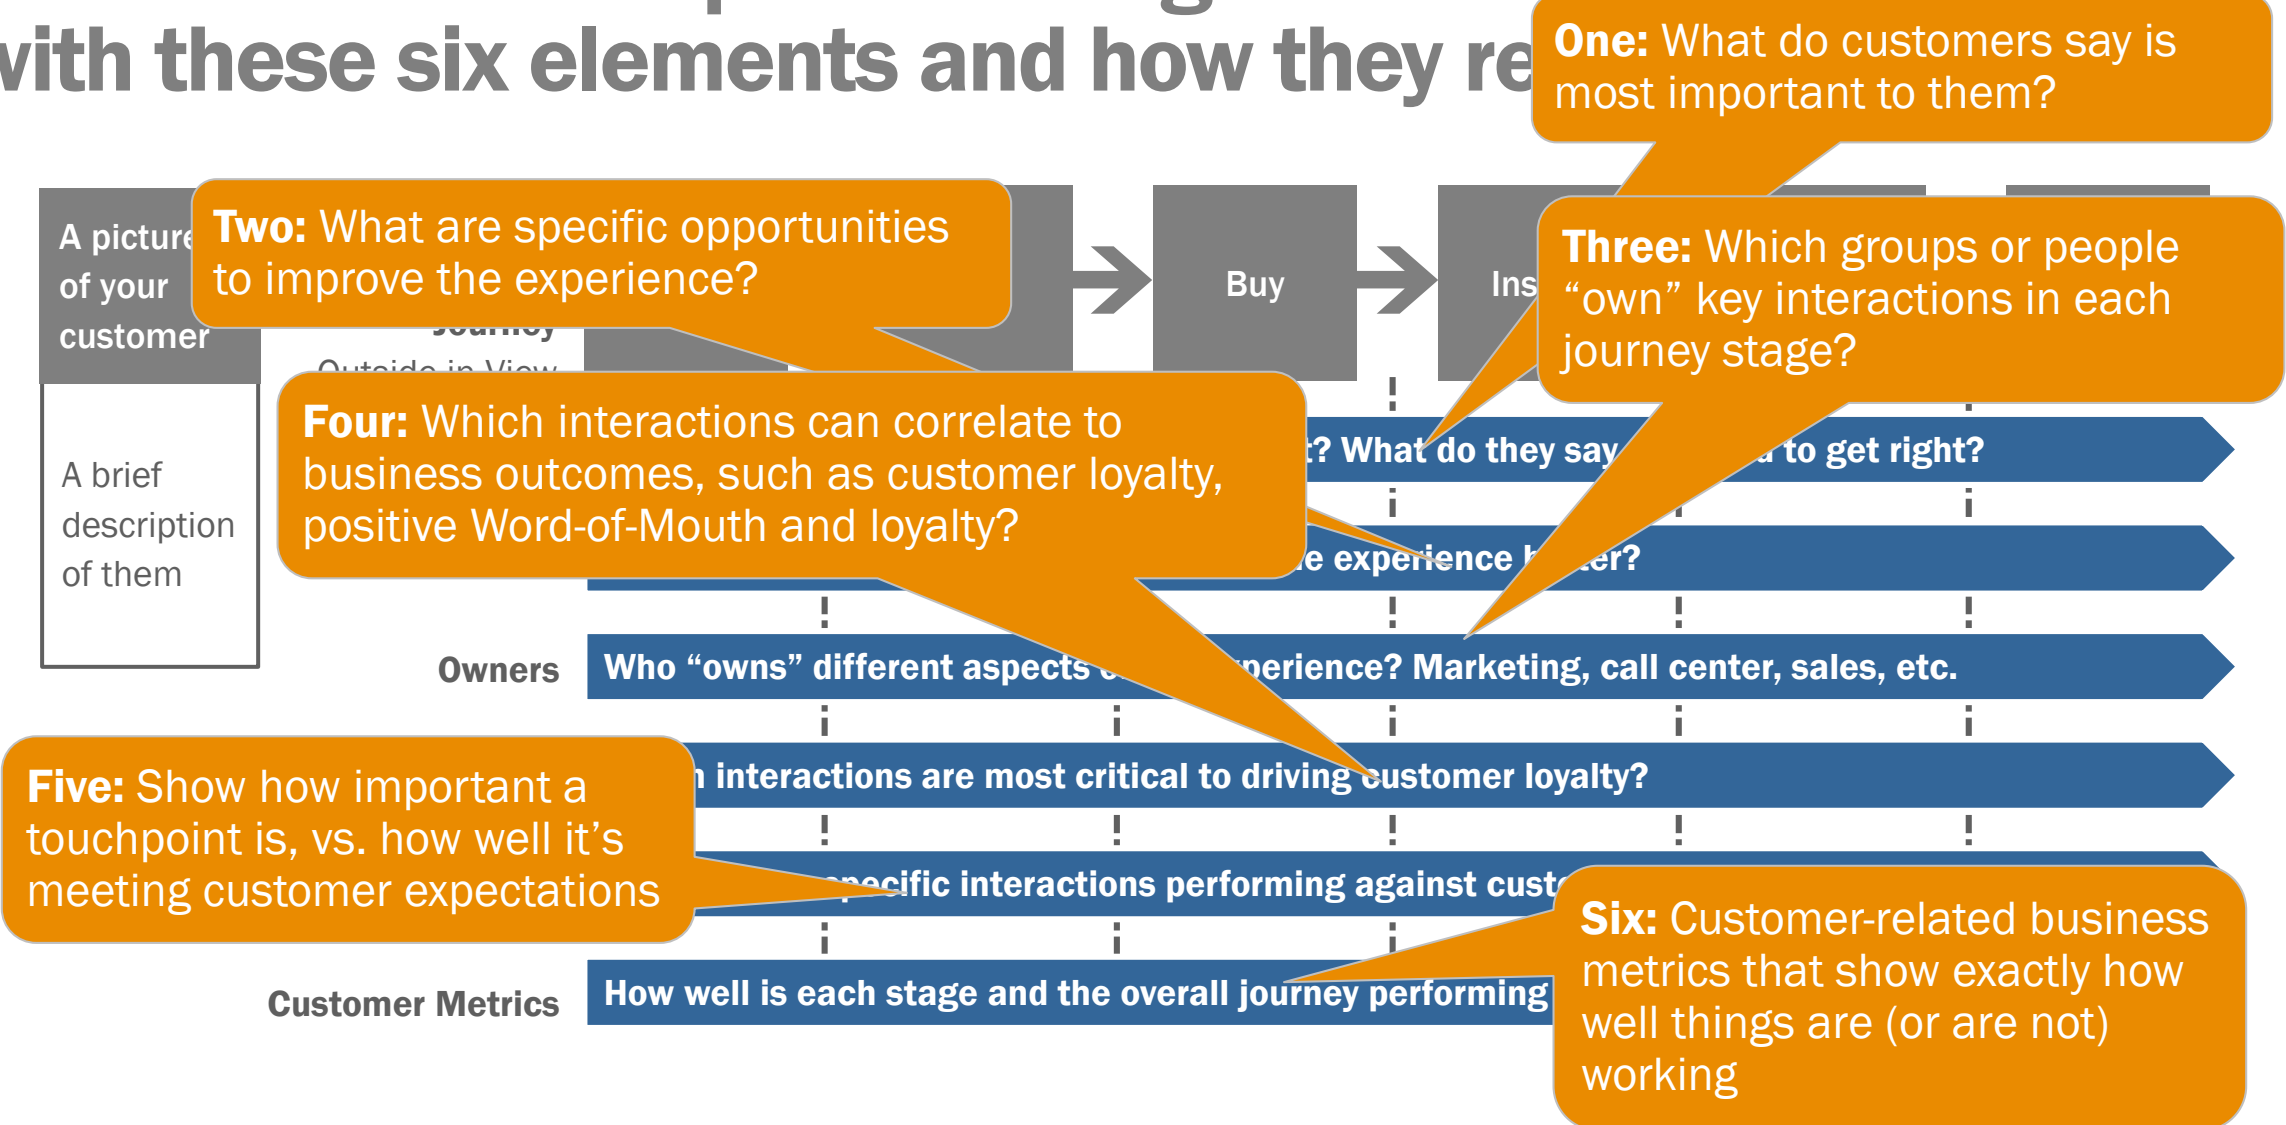 with these six elements and how they
One: What do customers say is
most important to them?
A picture
of your
customer
Two: What are specific opportunities
to improve the experience?
Journey
Outside-in View
Buy
Three: Which groups or people
“own” key interactions in each
journey stage?
A brief
description
of them
Four: Which interactions can correlate to
business outcomes, such as customer loyalty,
positive Word-of-Mouth and loyalty?
What do they say to get right?
experience better?
Owners
Who “owns” different aspects experience? Marketing, call center, sales, etc.
Five: Show how important a
touchpoint is, vs. how well it’s
meeting customer expectations
interactions are most critical to driving customer loyalty?
specific interactions performing against
Six: Customer-related business
metrics that show exactly how
well things are (or are not)
working
Customer Metrics
How well is each stage and the overall journey performing